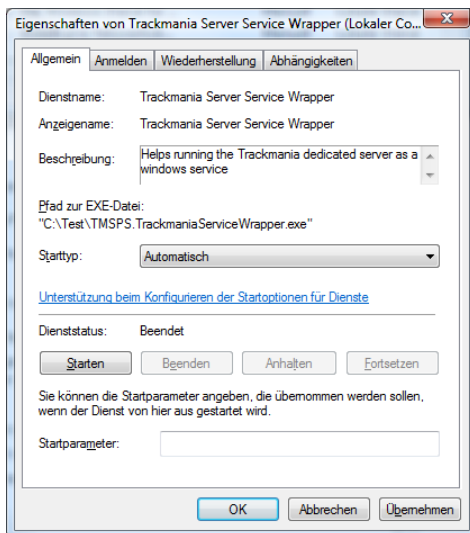 Eigenschaften von Trackmania Server Service Wrapper (Lokaler Co...
Allgemein Anmelden Wiederherstellung Abhängigkeiten
Dienstname: Trackmania Server Service Wrapper
Anzeigename: Trackmania Server Service Wrapper
Beschreibung: Helps running the Trackmania dedicated server as a
windows service
Pfad zur EXE-Datei:
"C:\Test\TMSPS.TrackmaniaServiceWrapper.exe"
Starttyp: Automatisch
Unterstützung beim Konfigurieren der Startoptionen für Dienste
Dienststatus: Beendet
Starten Beenden Anhalten Fortsetzen
Sie können die Startparameter angeben, die übernommen werden sollen,
wenn der Dienst von hier aus gestartet wird.
Startparameter:
OK Abbrechen Übernehmen